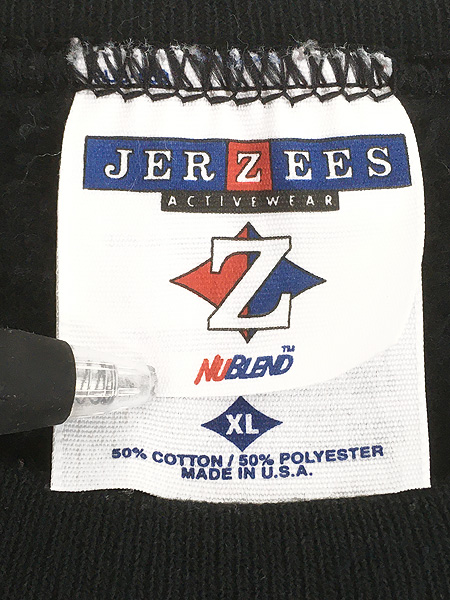 JERZEES
ACTIVEWEAR
Z
NUBLEND™
XL
50% COTTON / 50% POLYESTER
MADE IN U.S.A.